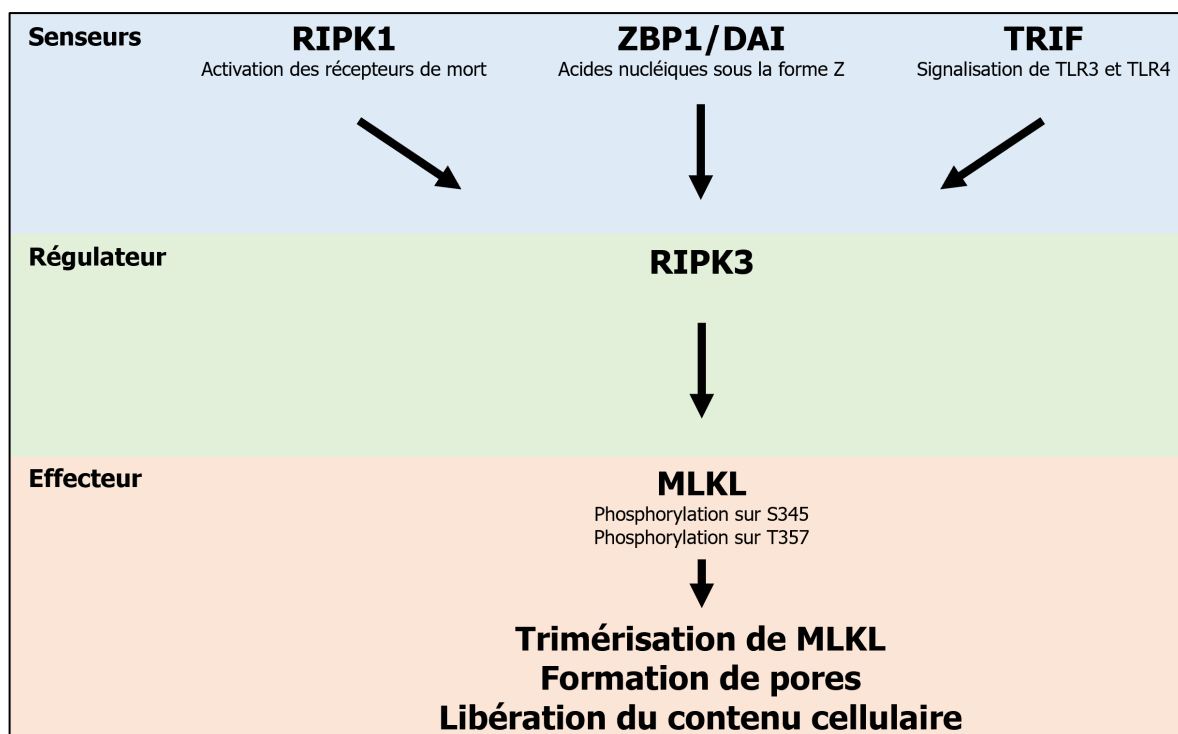 Senseurs
RIPK1
Activation des récepteurs de mort
ZBP1/DAI
Acides nucléiques sous la forme Z
TRIF
Signalisation de TLR3 et TLR4
Régulateur
RIPK3
Effecteur
MLKL
Phosphorylation sur S345
Phosphorylation sur T357
Trimérisation de MLKL
Formation de pores
Libération du contenu cellulaire